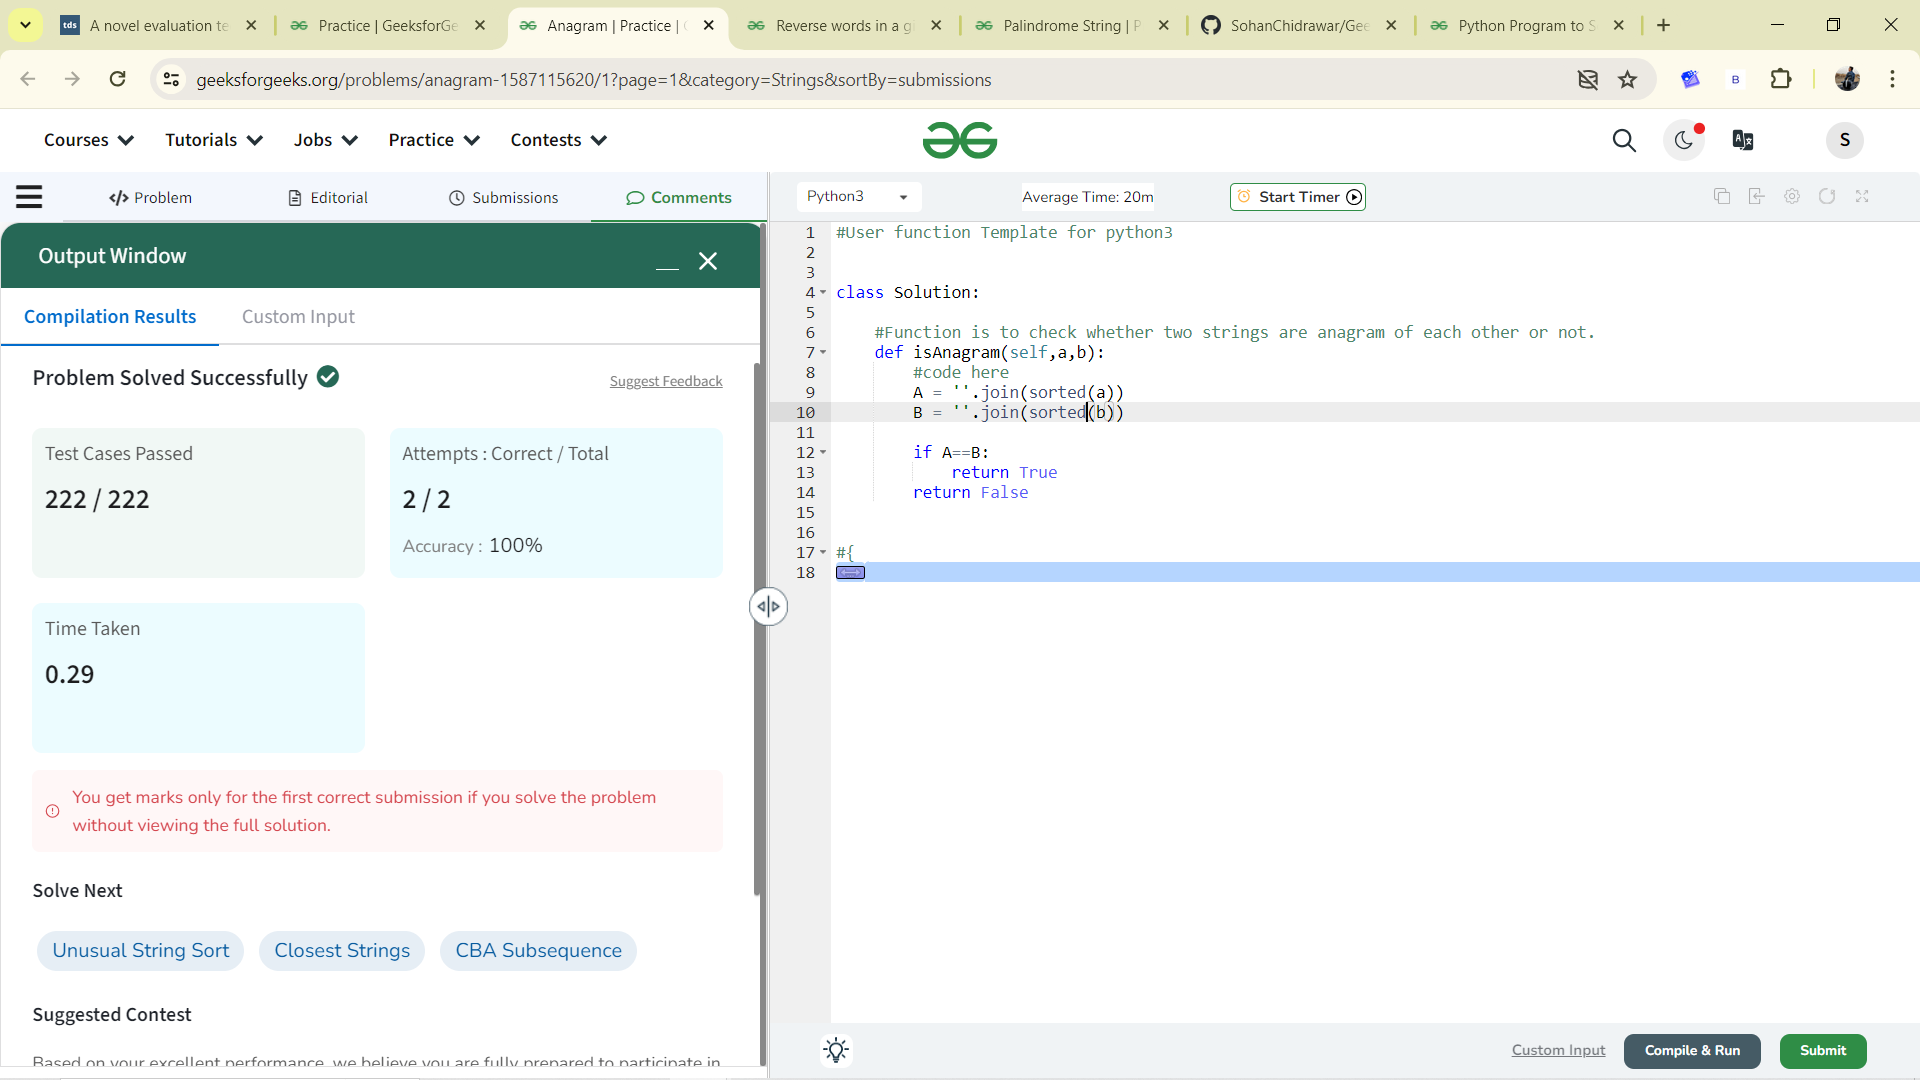 tds A novel evaluation te
Practice | GeeksforGe
Anagram | Practice |
Reverse words in a g
Palindrome String | P
SohanChidrawar/Gee
Python Program to S
geeksforgeeks.org/problems/anagram-1587115620/1?page=1&category=Strings&sortBy=submissions
B
Courses
Tutorials
Jobs
Practice
Contests
S
</> Problem
Editorial
Submissions
Comments
Python3
Average Time: 20m
Start Timer
Output Window
Compilation Results
Custom Input
Problem Solved Successfully
Suggest Feedback
Test Cases Passed
222 / 222
Attempts : Correct / Total
2 / 2
Accuracy : 100%
Time Taken
0.29
You get marks only for the first correct submission if you solve the problem
without viewing the full solution.
Solve Next
Unusual String Sort
Closest Strings
CBA Subsequence
Suggested Contest
Based on your excellent performance, we believe you are fully prepared to participate in
1 #User function Template for python3
2
3
4 class Solution:
5
6 #Function is to check whether two strings are anagram of each other or not.
7 def isAnagram(self,a,b):
8 #code here
9 A = ''.join(sorted(a))
10 B = ''.join(sorted(b))
11
12 if A==B:
13 return True
14 return False
15
16
17 #{
18
Custom Input
Compile & Run
Submit